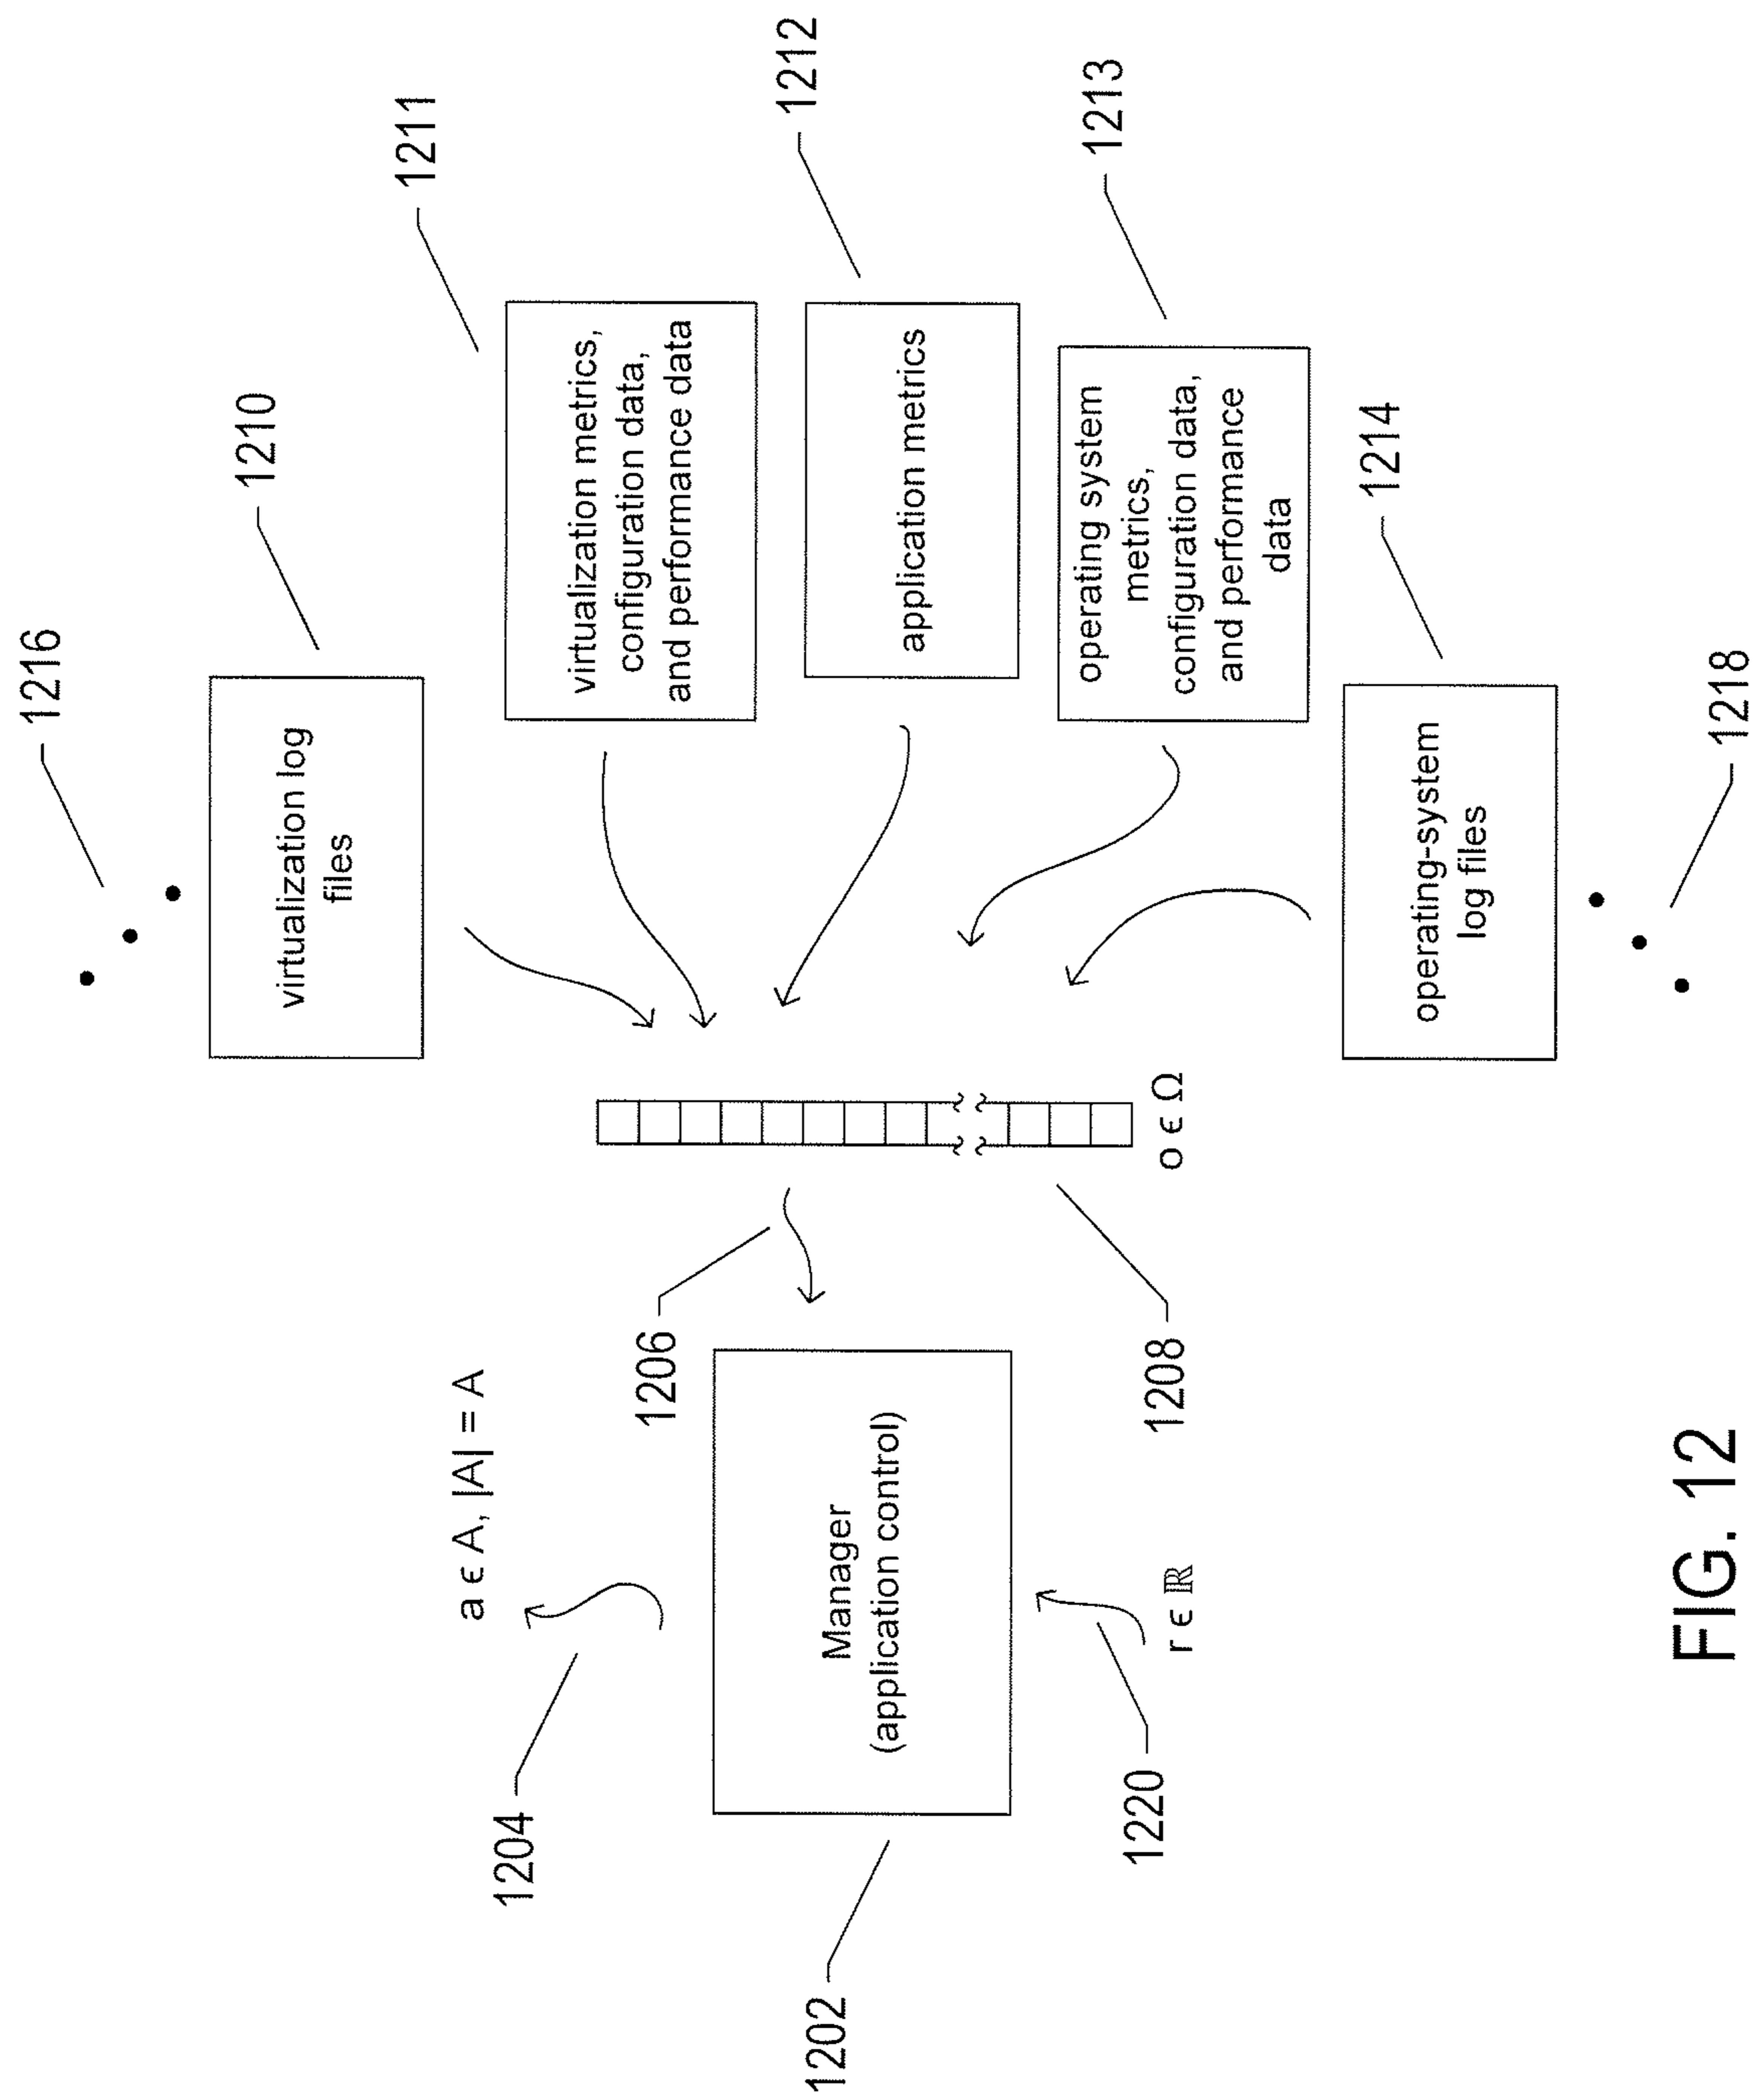 1216
1210
virtualization log
files
1211
virtualization metrics,
configuration data,
and performance data
1212
application metrics
1213
operating system
metrics,
configuration data,
and performance
data
1214
operating-system
log files
1218
o ϵ Ω
1206
1208
a ϵ A, |A| = A
1204
Manager
(application control)
1202
r ϵ ℝ
1220
FIG. 12